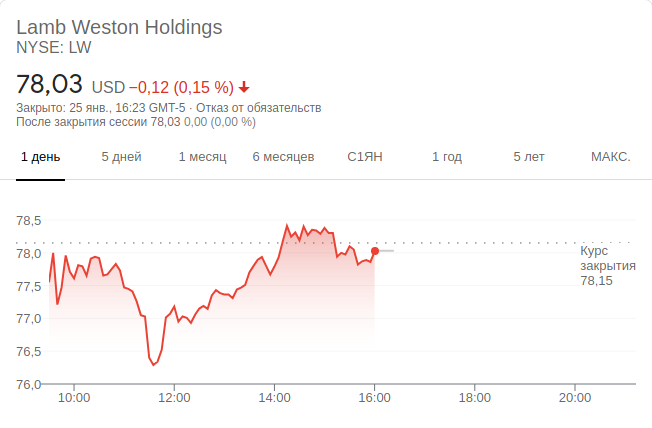 Lamb Weston Holdings
NYSE: LW
78,03 USD −0,12 (0,15 %)
Закрыто: 25 янв., 16:23 GMT-5 · Отказ от обязательств
После закрытия сессии 78,03 0,00 (0,00 %)
1 день 5 дней 1 месяц 6 месяцев С1ЯН 1 год 5 лет МАКС.
78,5
78,0
77,5
77,0
76,5
76,0
Курс
закрытия
78,15
10:00 12:00 14:00 16:00 18:00 20:00